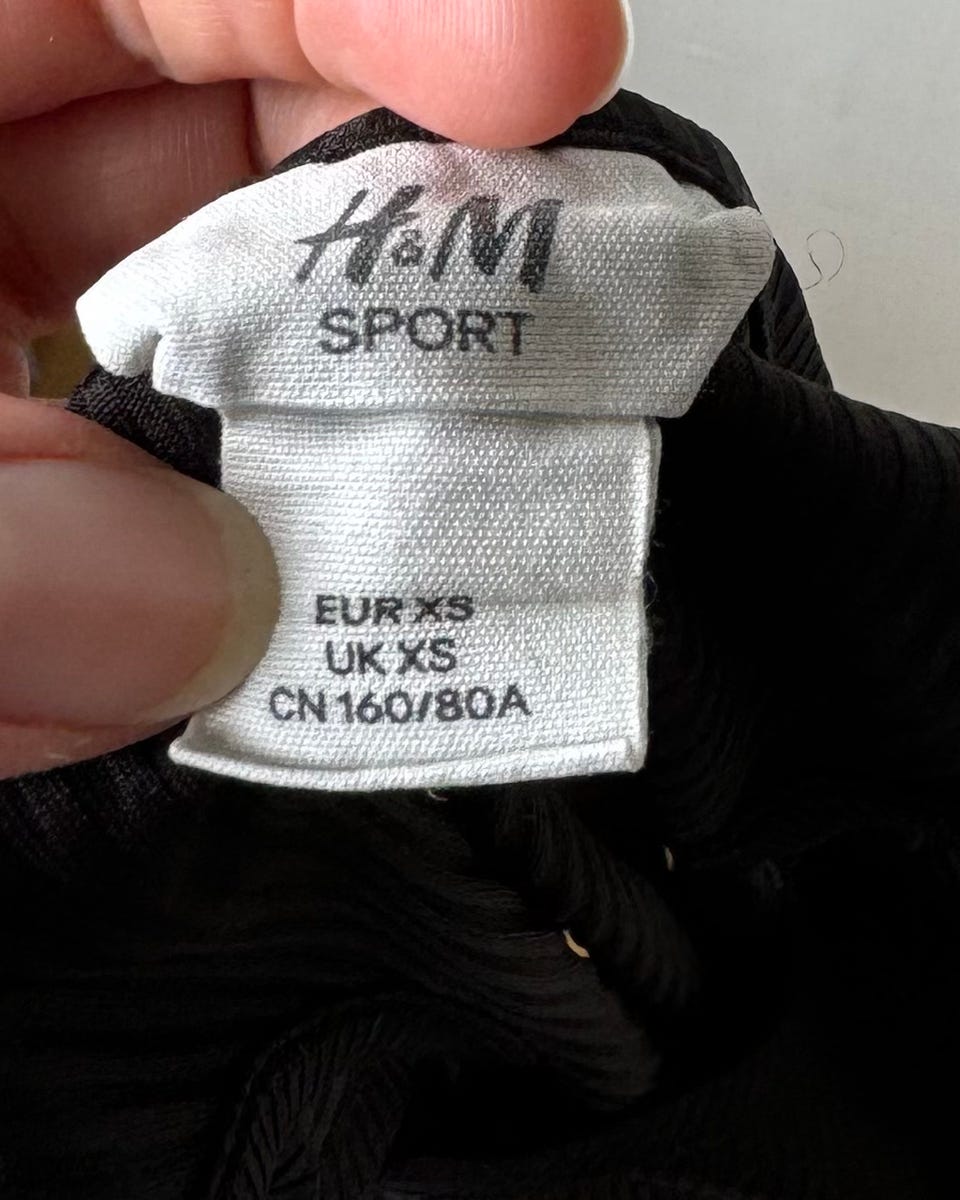 H&M
SPORT
EUR XS
UK XS
CN 160/80A